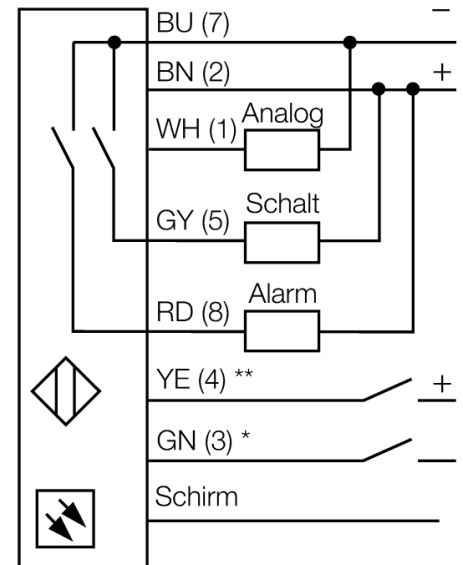 BU (7) –
BN (2) +
WH (1) Analog
GY (5) Schalt
RD (8) Alarm
YE (4) ** +
GN (3) * –
Schirm